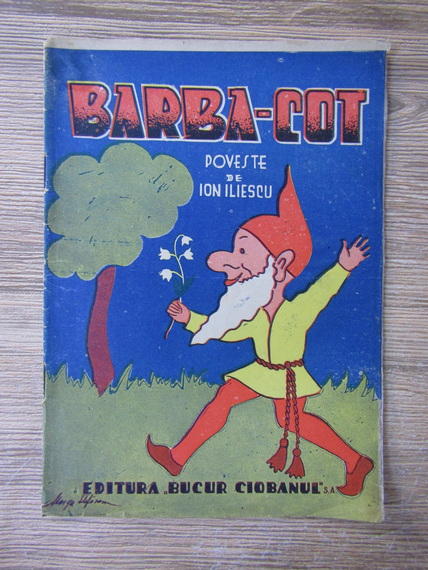 BARBA-COT
POVESTE
DE
ION ILIESCU
EDITURA „BUCUR CIOBANUL" S.A.